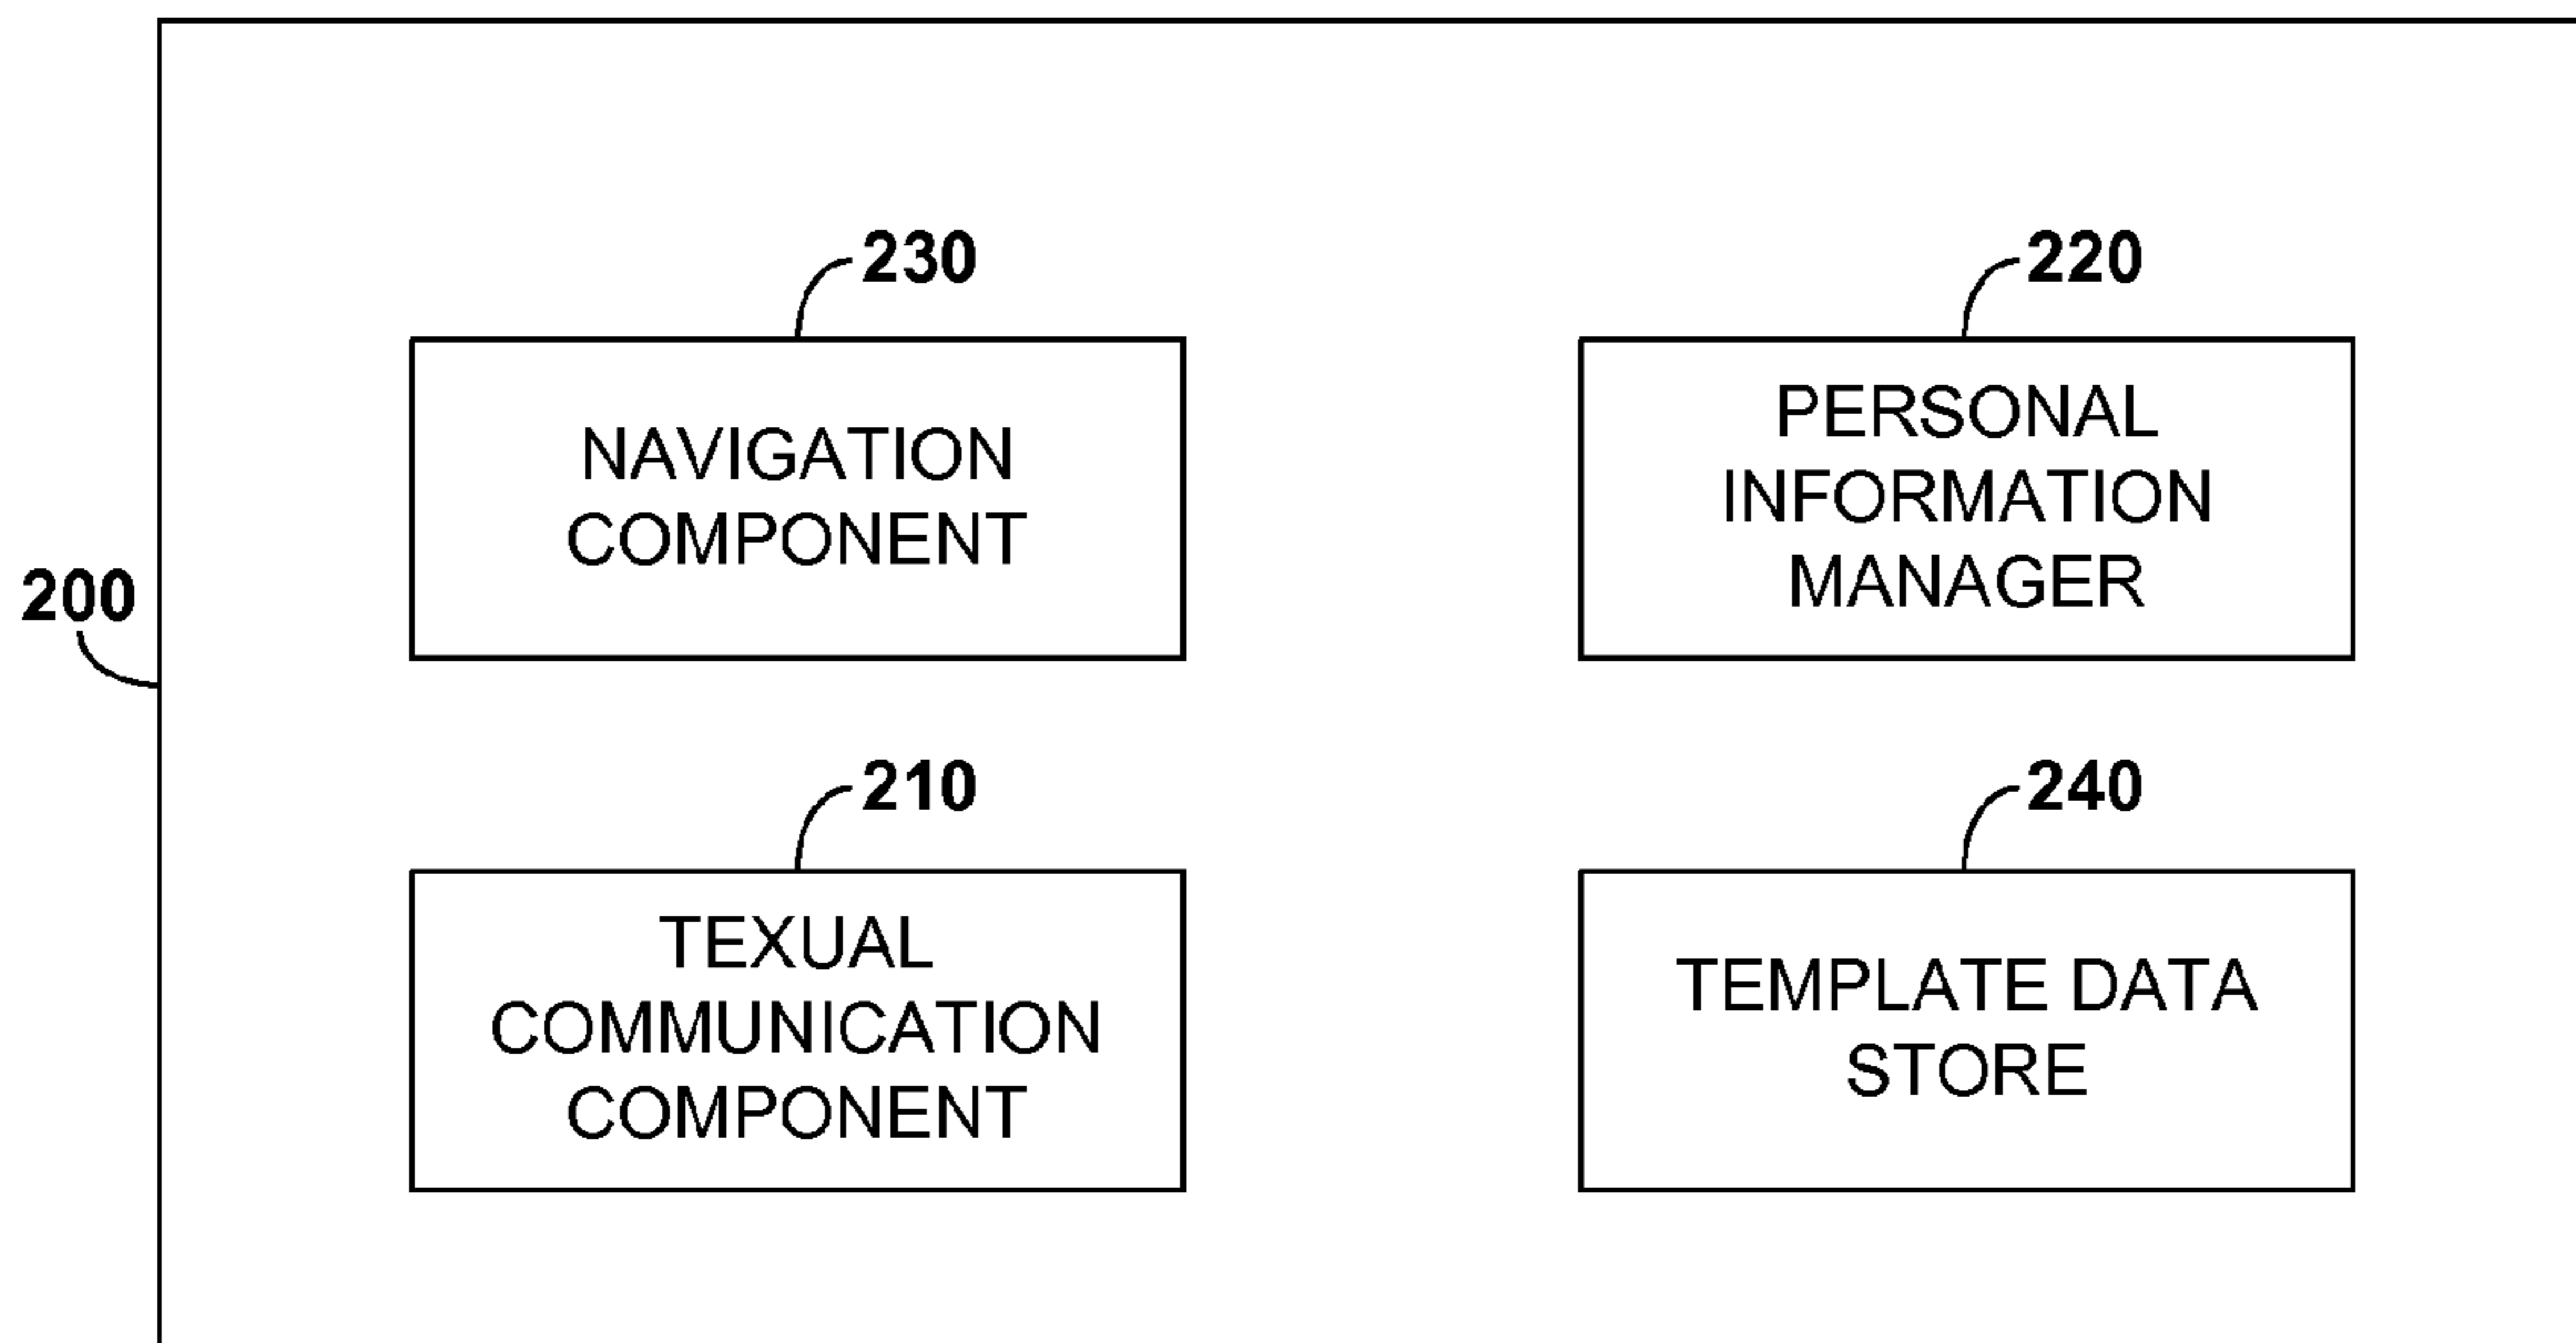 230
NAVIGATION
COMPONENT
220
PERSONAL
INFORMATION
MANAGER
200
210
TEXUAL
COMMUNICATION
COMPONENT
240
TEMPLATE DATA
STORE